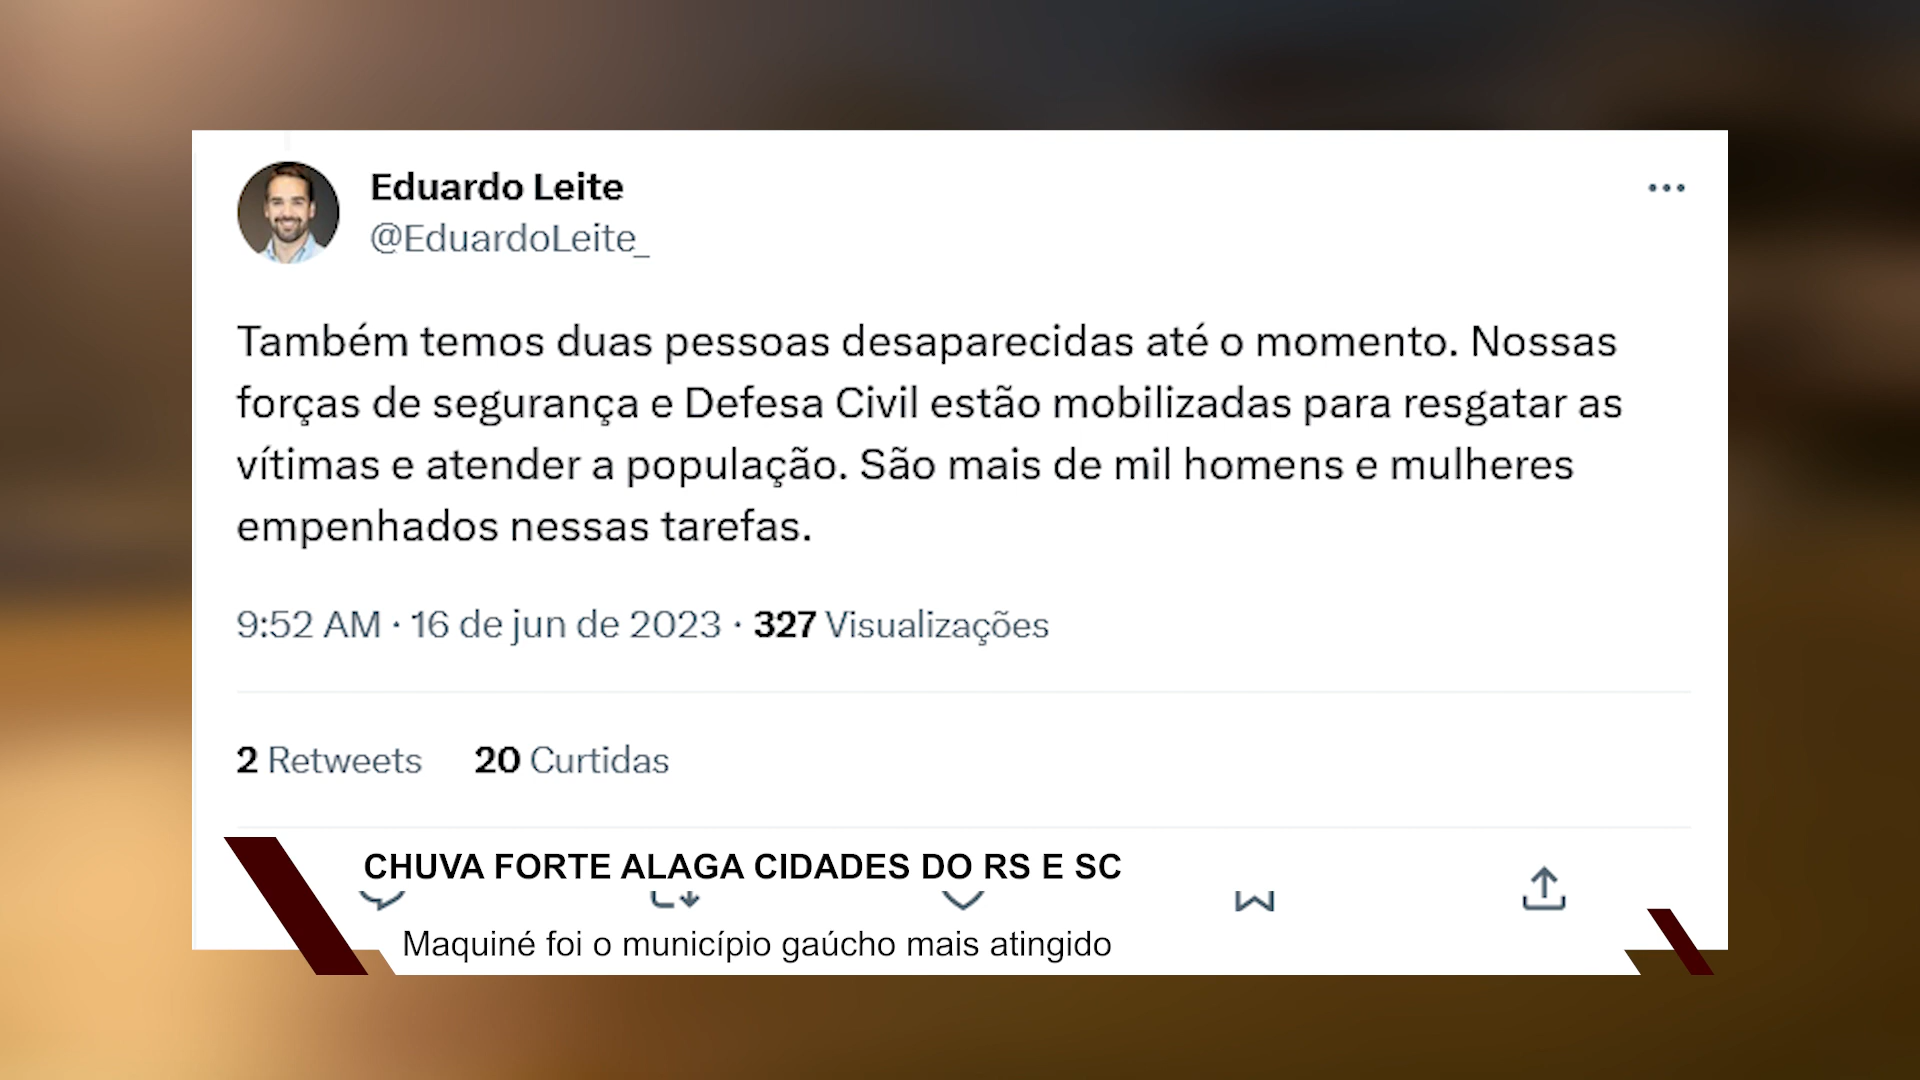 Eduardo Leite
@EduardoLeite_
Também temos duas pessoas desaparecidas até o momento. Nossas
forças de segurança e Defesa Civil estão mobilizadas para resgatar as
vítimas e atender a população. São mais de mil homens e mulheres
empenhados nessas tarefas.
9:52 AM · 16 de jun de 2023 · 327 Visualizações
2 Retweets 20 Curtidas
CHUVA FORTE ALAGA CIDADES DO RS E SC
Maquiné foi o município gaúcho mais atingido